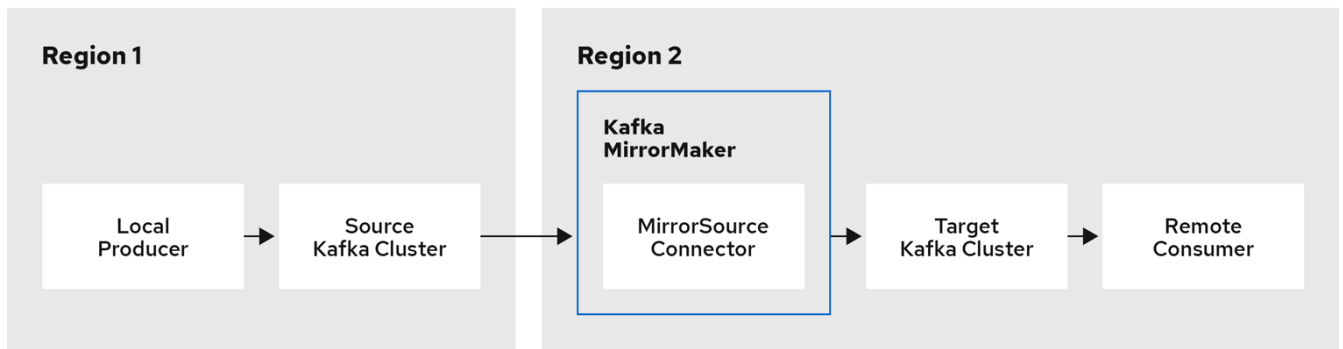 Region 1
Local
Producer
Source
Kafka Cluster
Region 2
Kafka
MirrorMaker
MirrorSource
Connector
Target
Kafka Cluster
Remote
Consumer